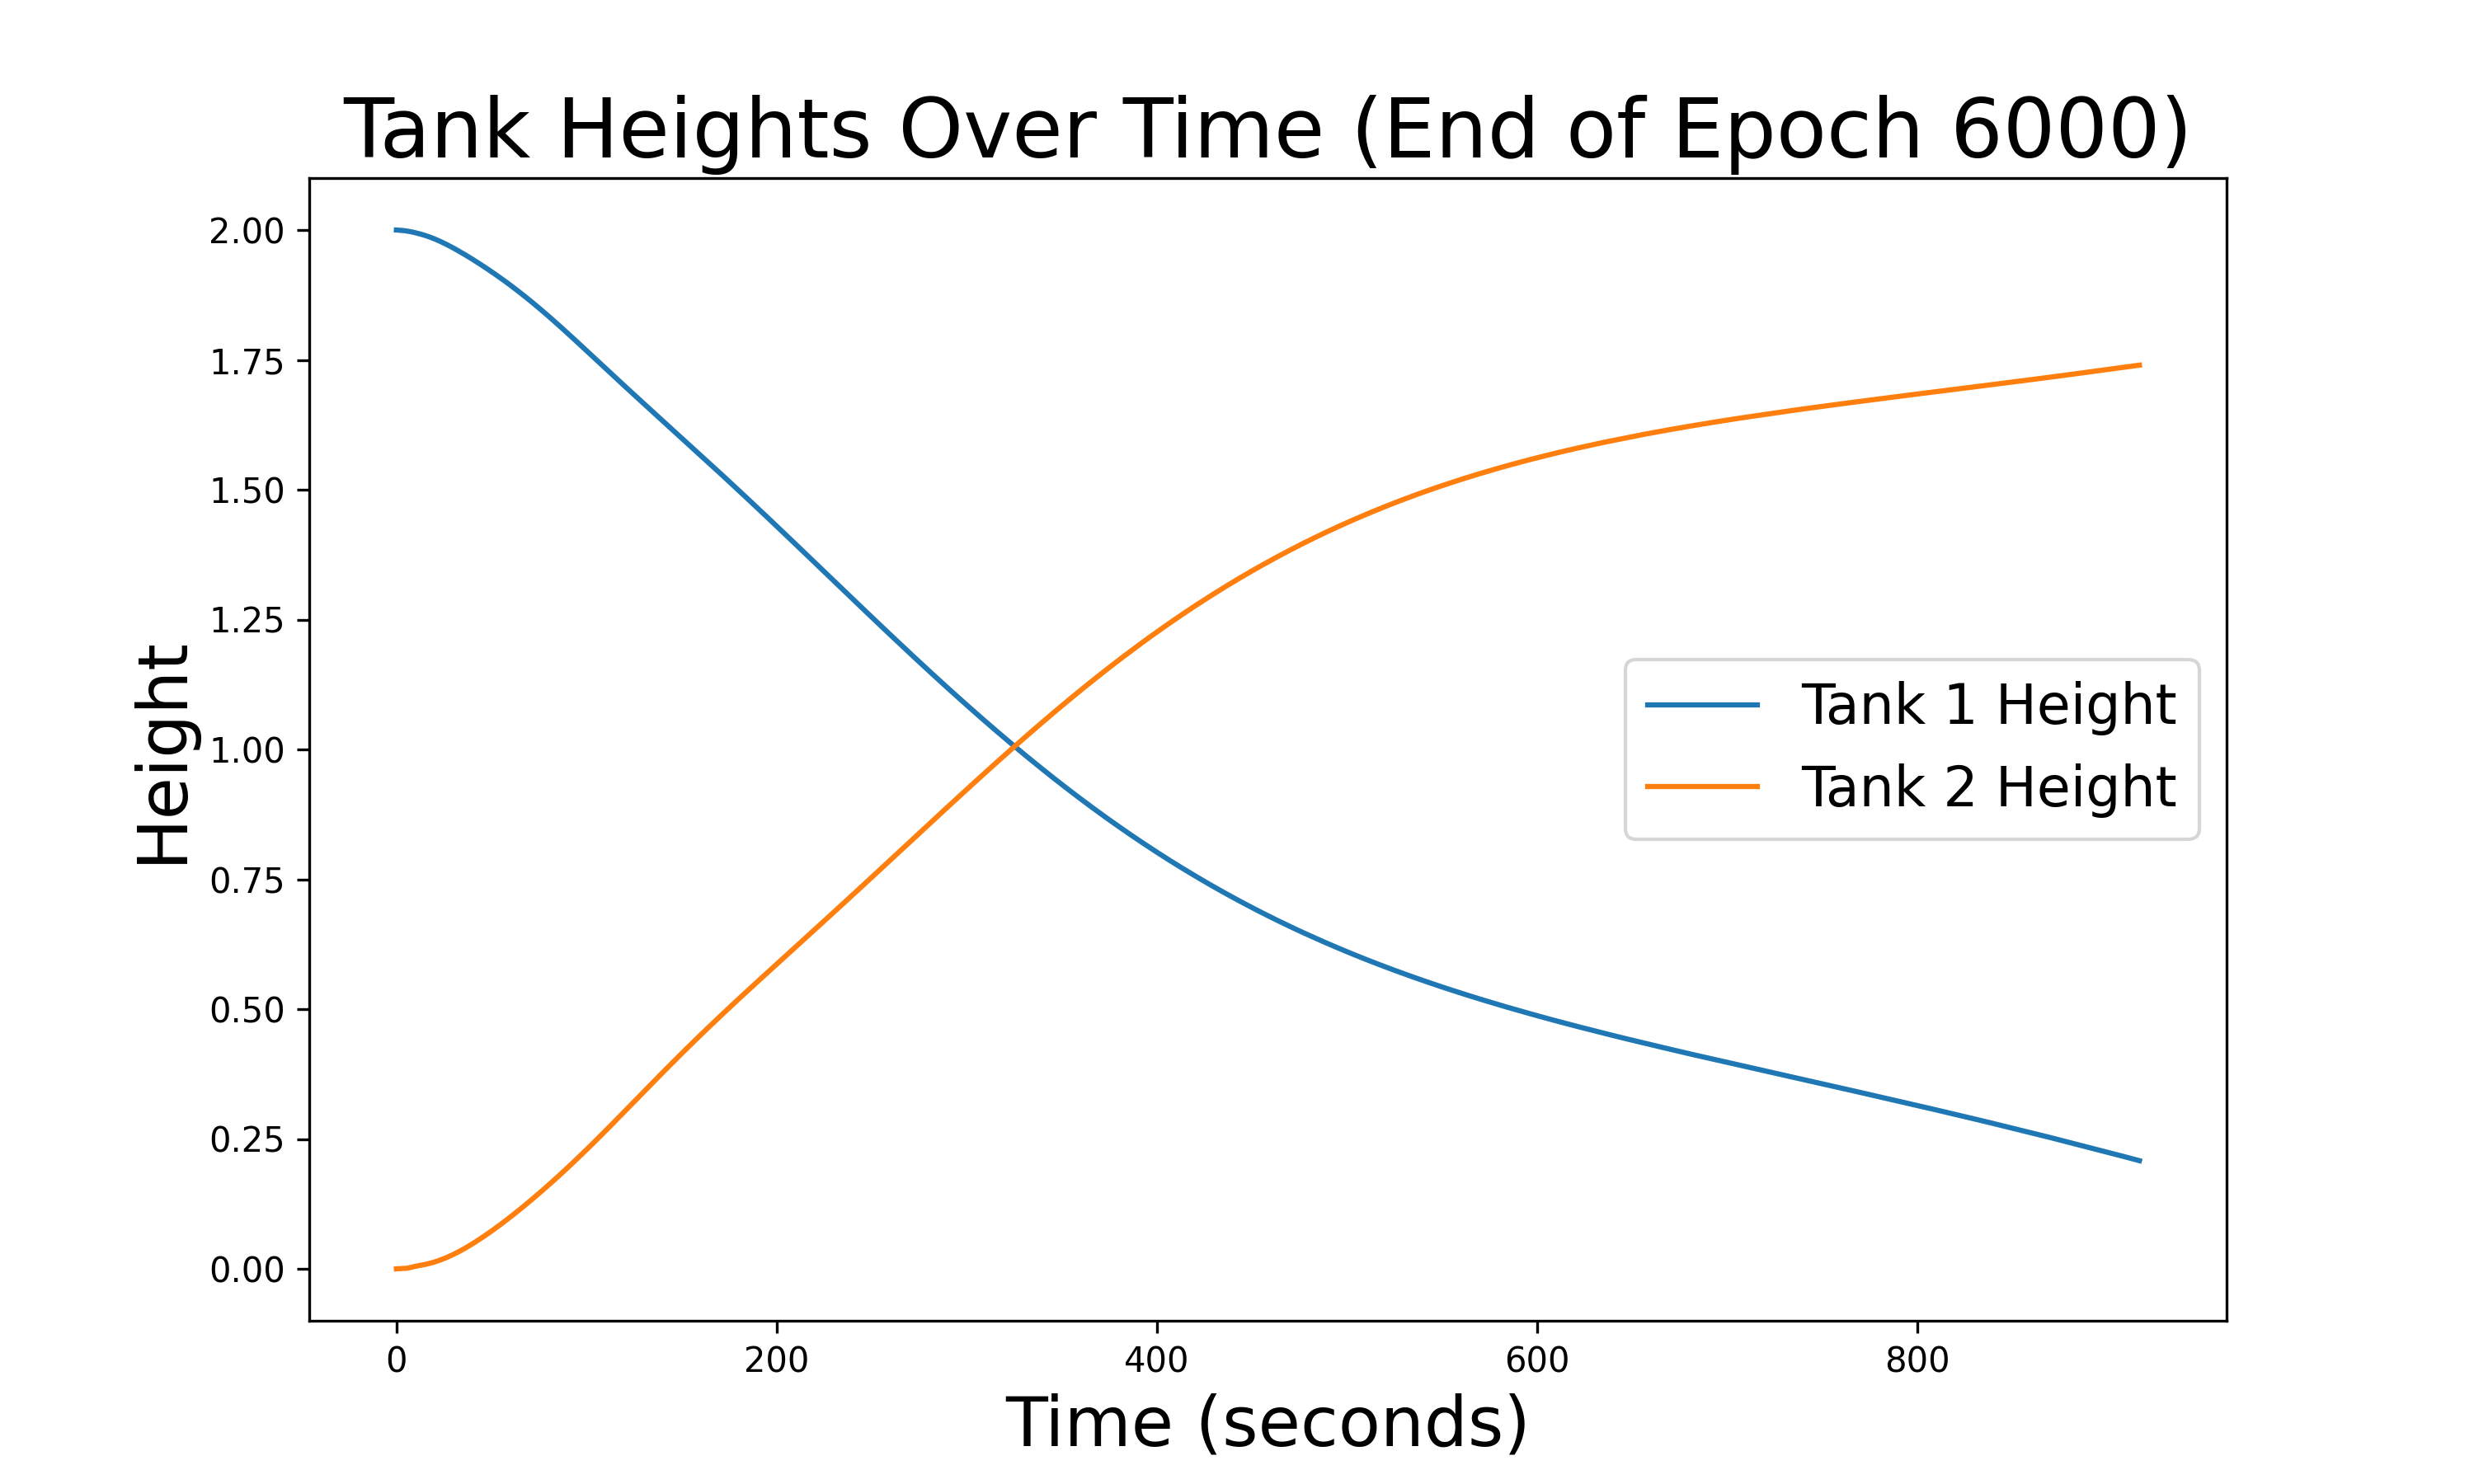 Tank Heights Over Time (End of Epoch 6000)
2.00
1.75
1.50
1.25
1.00
0.75
0.50
0.25
0.00
Height
Tank 1 Height
Tank 2 Height
0 200 400 600 800
Time (seconds)